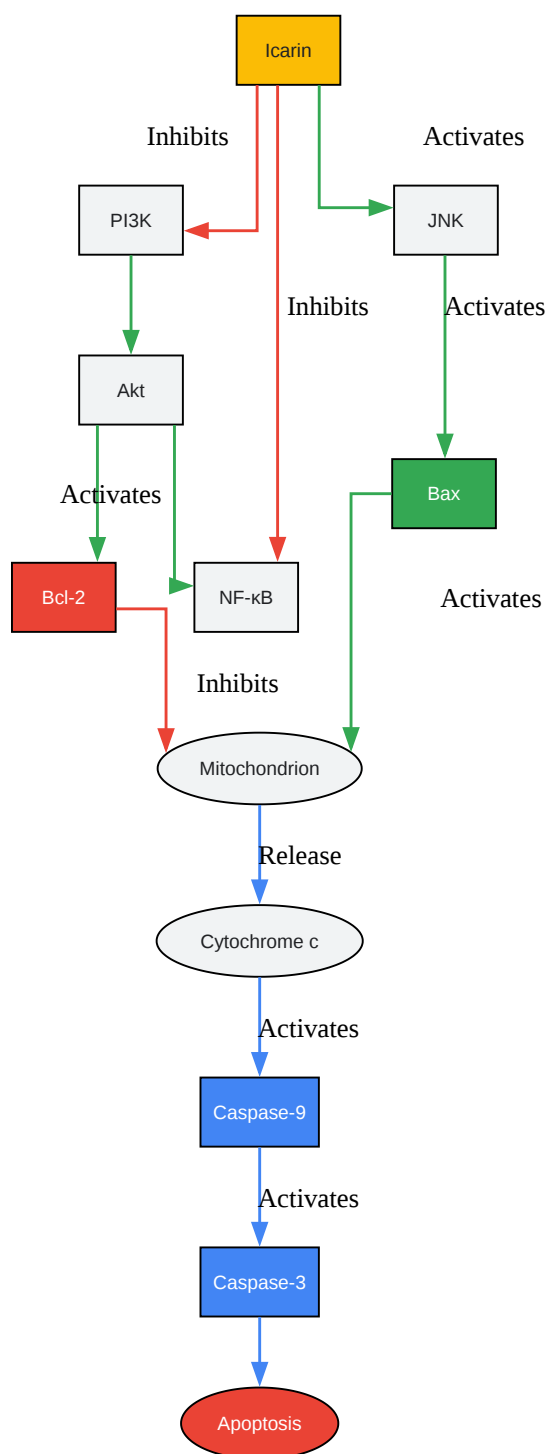 Icarin
Inhibits
Activates
PI3K
JNK
Inhibits
Activates
Akt
Activates
Bax
Bcl-2
NF-κB
Activates
Inhibits
Mitochondrion
Release
Cytochrome c
Activates
Caspase-9
Activates
Caspase-3
Apoptosis